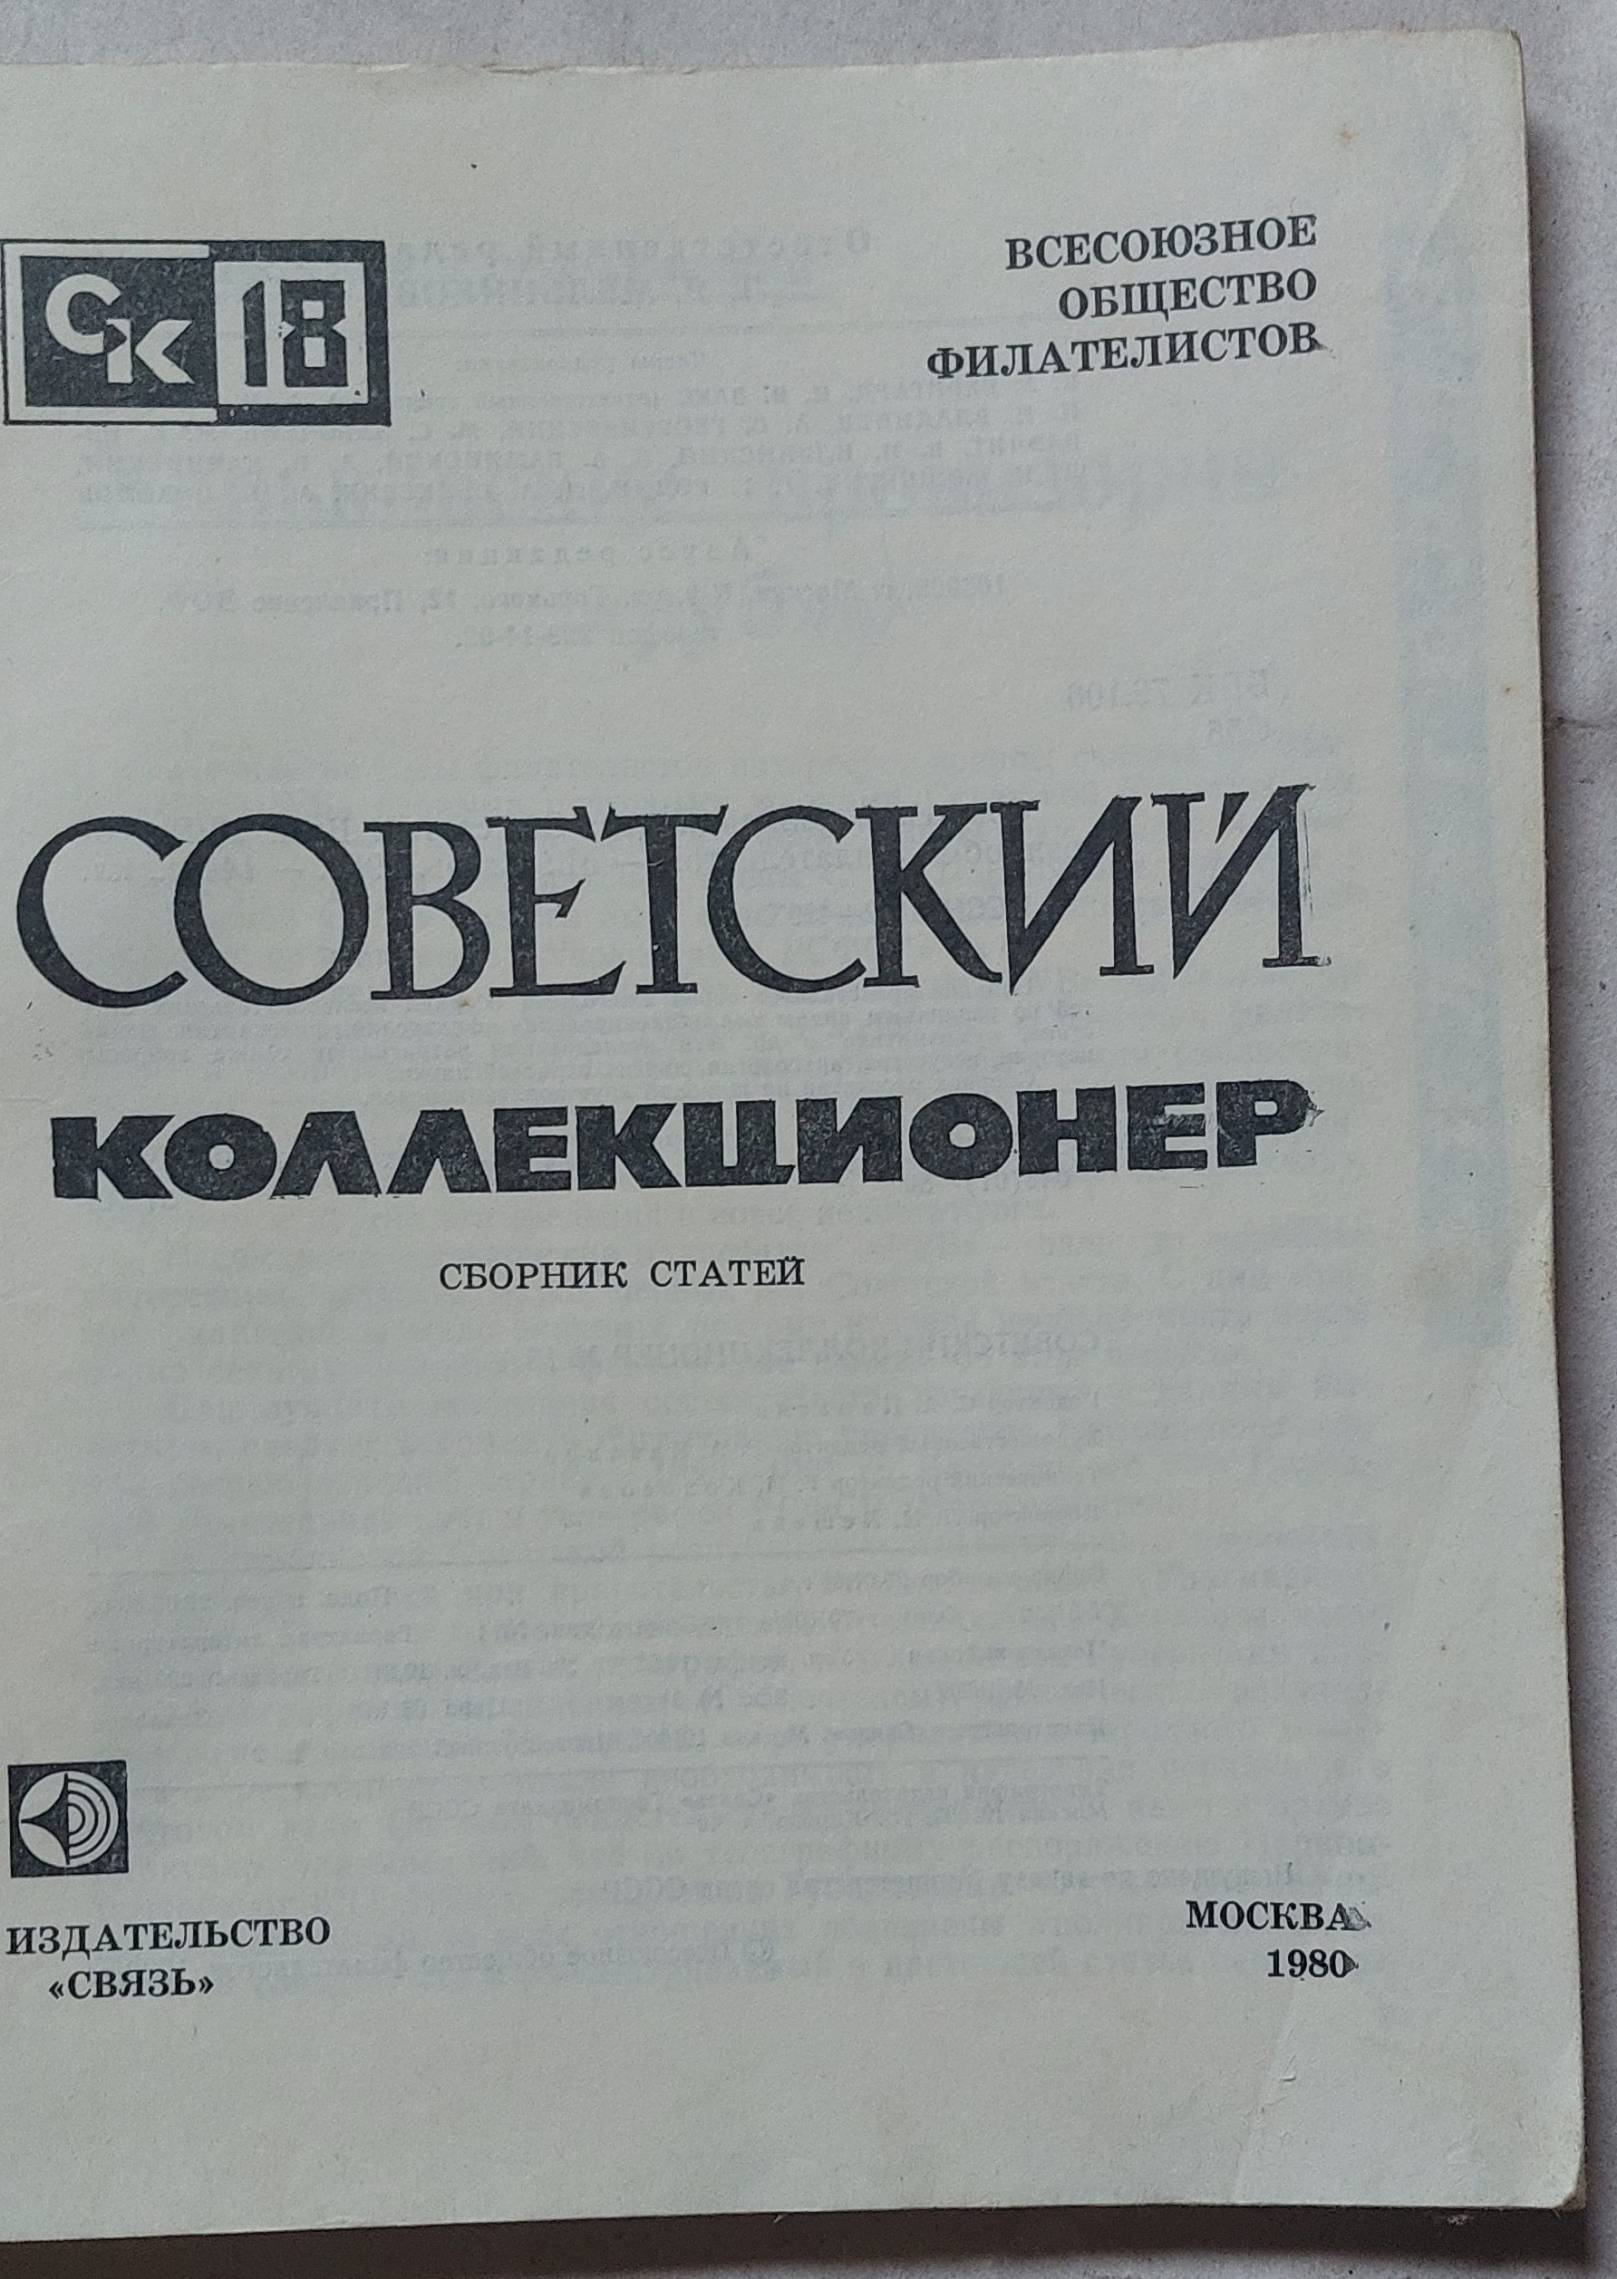 СК 18
ВСЕСОЮЗНОЕ
ОБЩЕСТВО
ФИЛАТЕЛИСТОВ
СОВЕТСКИЙ
КОЛЛЕКЦИОНЕР
СБОРНИК СТАТЕЙ
ИЗДАТЕЛЬСТВО
«СВЯЗЬ»
МОСКВА
1980